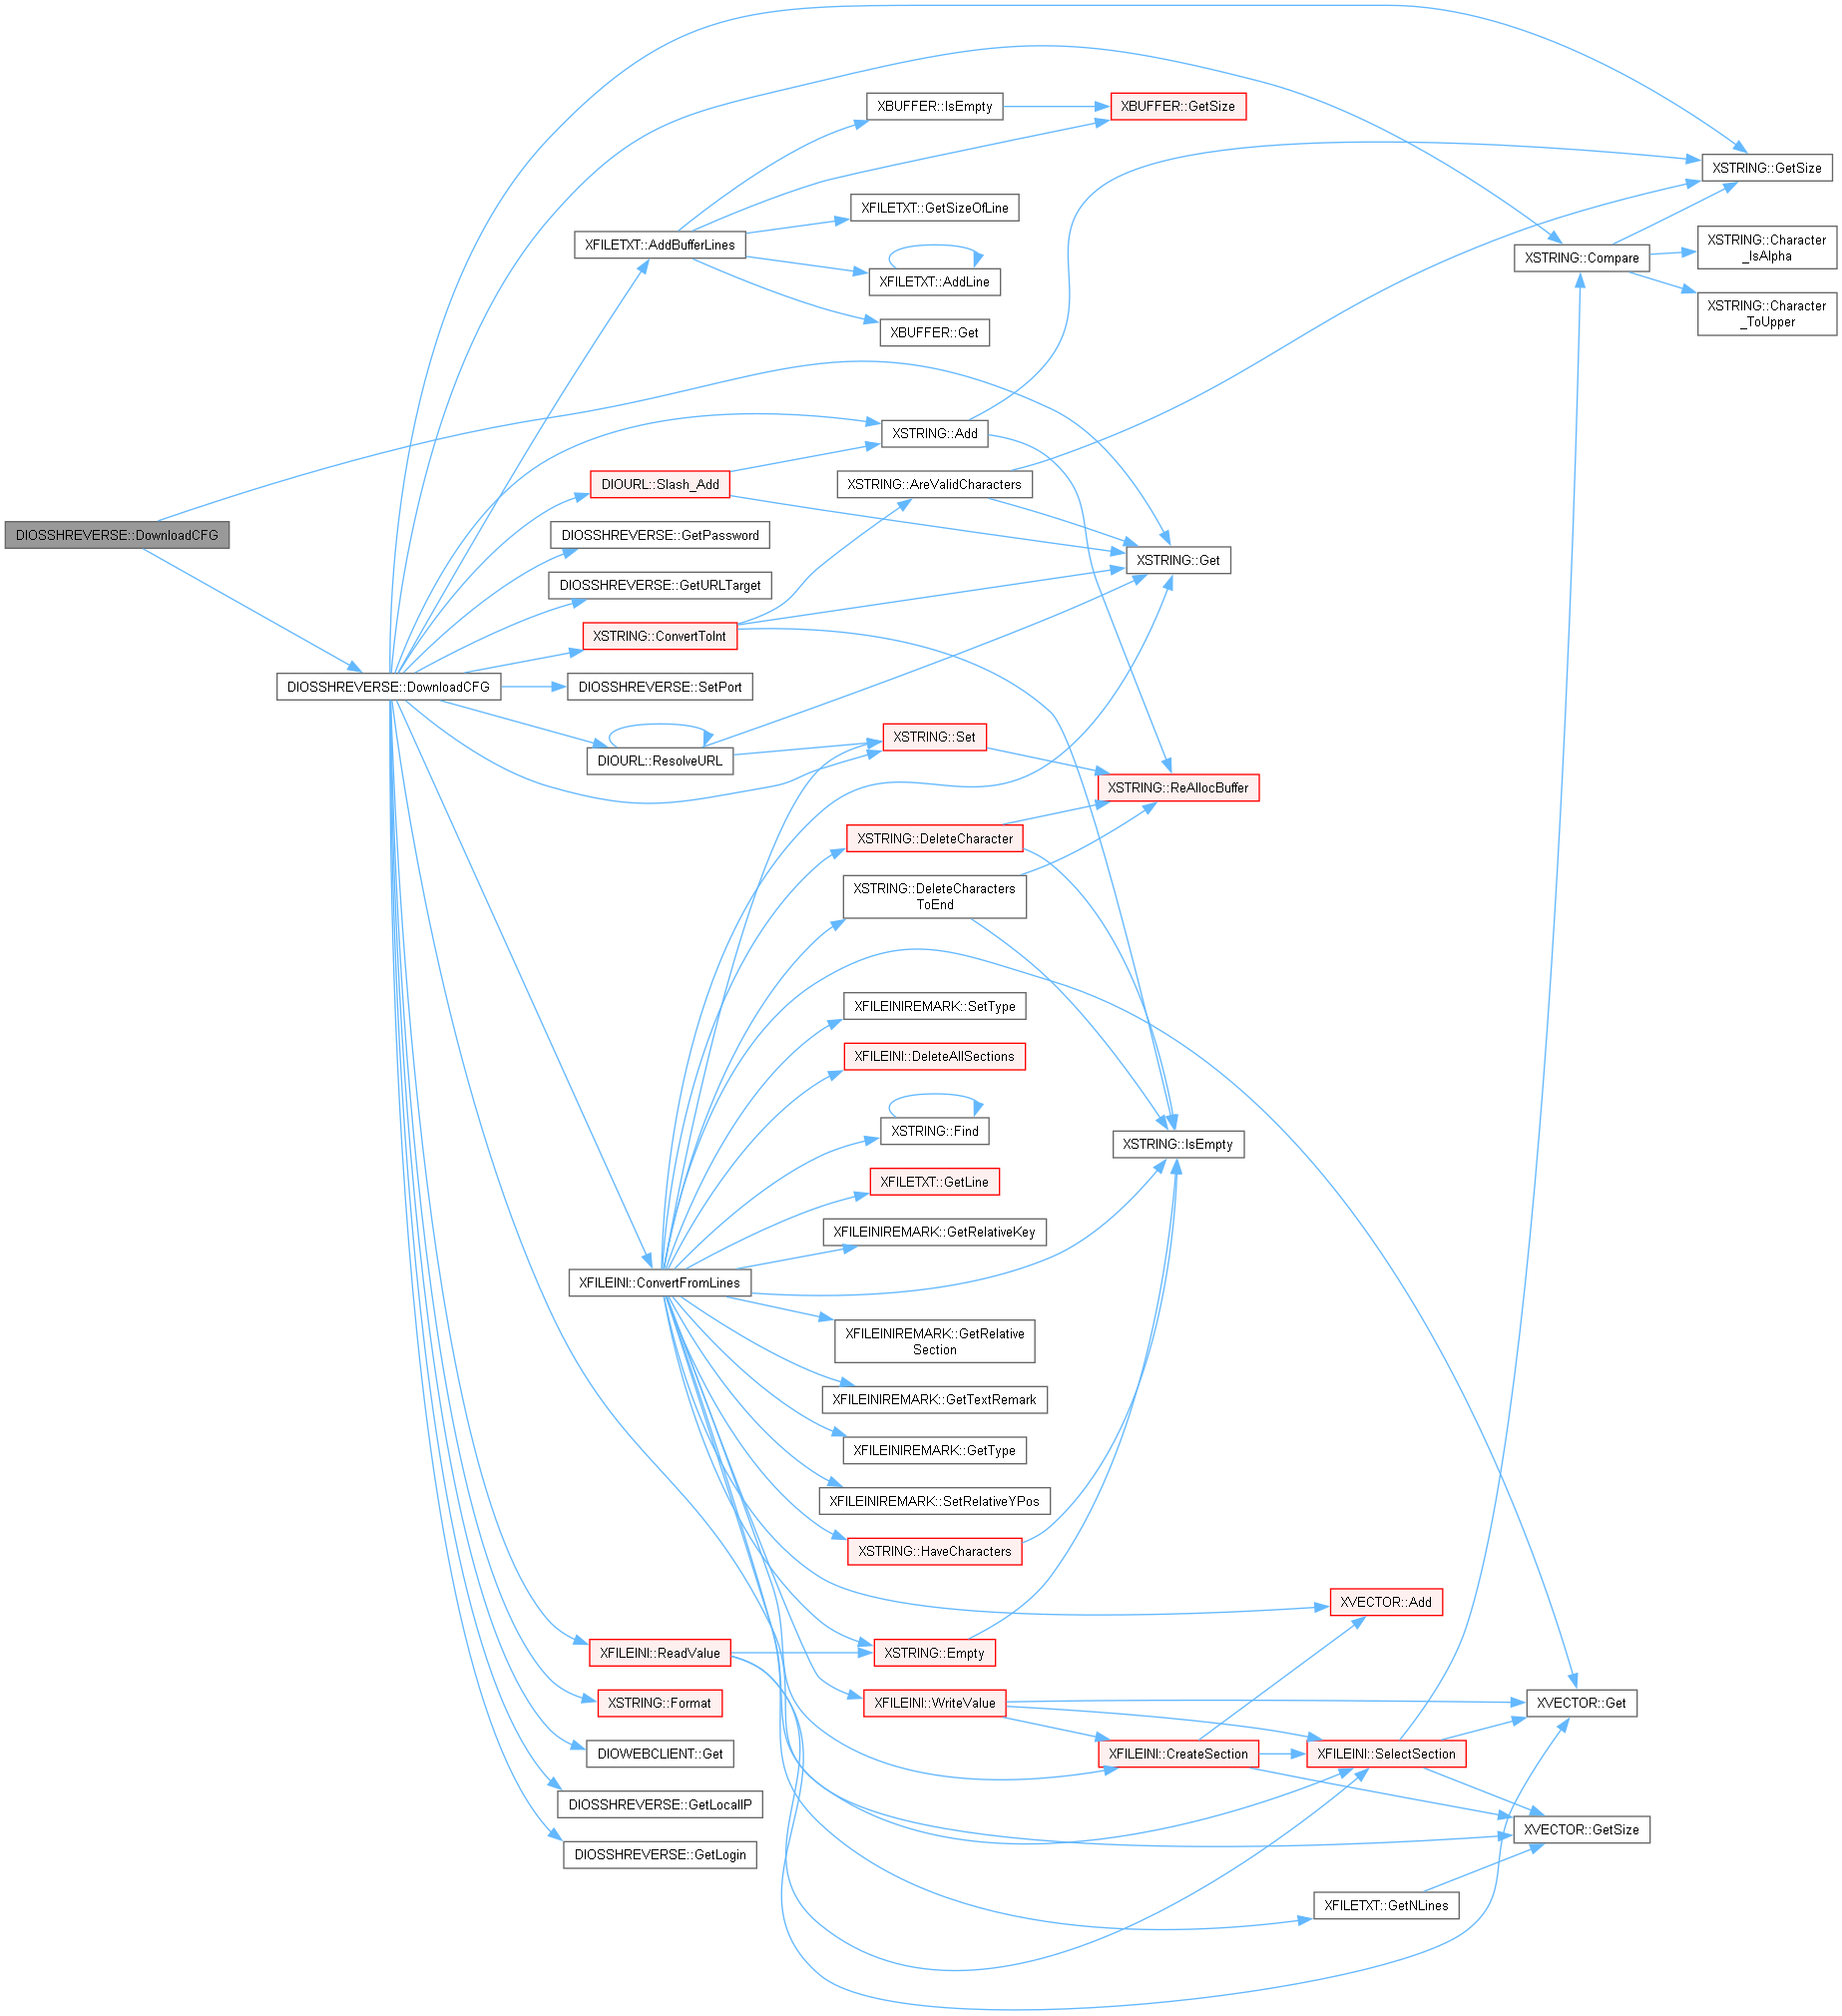 XBUFFER::IsEmpty
XBUFFER::GetSize
XSTRING::GetSize
XFILETXT::GetSizeOfLine
XFILETXT::AddBufferLines
XSTRING::Character
_IsAlpha
XSTRING::Compare
XFILETXT::AddLine
XSTRING::Character
_ToUpper
XBUFFER::Get
XSTRING::Add
DIOURL::Slash_Add
XSTRING::AreValidCharacters
DIOSSHREVERSE::DownloadCFG
DIOSSHREVERSE::GetPassword
XSTRING::Get
DIOSSHREVERSE::GetURLTarget
XSTRING::ConvertToInt
DIOSSHREVERSE::DownloadCFG
DIOSSHREVERSE::SetPort
XSTRING::Set
DIOURL::ResolveURL
XSTRING::ReAllocBuffer
XSTRING::DeleteCharacter
XSTRING::DeleteCharacters
ToEnd
XFILEINIREMARK::SetType
XFILEINI::DeleteAllSections
XSTRING::Find
XSTRING::IsEmpty
XFILETXT::GetLine
XFILEINIREMARK::GetRelativeKey
XFILEINI::ConvertFromLines
XFILEINIREMARK::GetRelative
Section
XFILEINIREMARK::GetTextRemark
XFILEINIREMARK::GetType
XFILEINIREMARK::SetRelativeYPos
XSTRING::HaveCharacters
XVECTOR::Add
XFILEINI::ReadValue
XSTRING::Empty
XSTRING::Format
XFILEINI::WriteValue
XVECTOR::Get
DIOWEBCLIENT::Get
XFILEINI::CreateSection
XFILEINI::SelectSection
DIOSSHREVERSE::GetLocalIP
XVECTOR::GetSize
DIOSSHREVERSE::GetLogin
XFILETXT::GetNLines